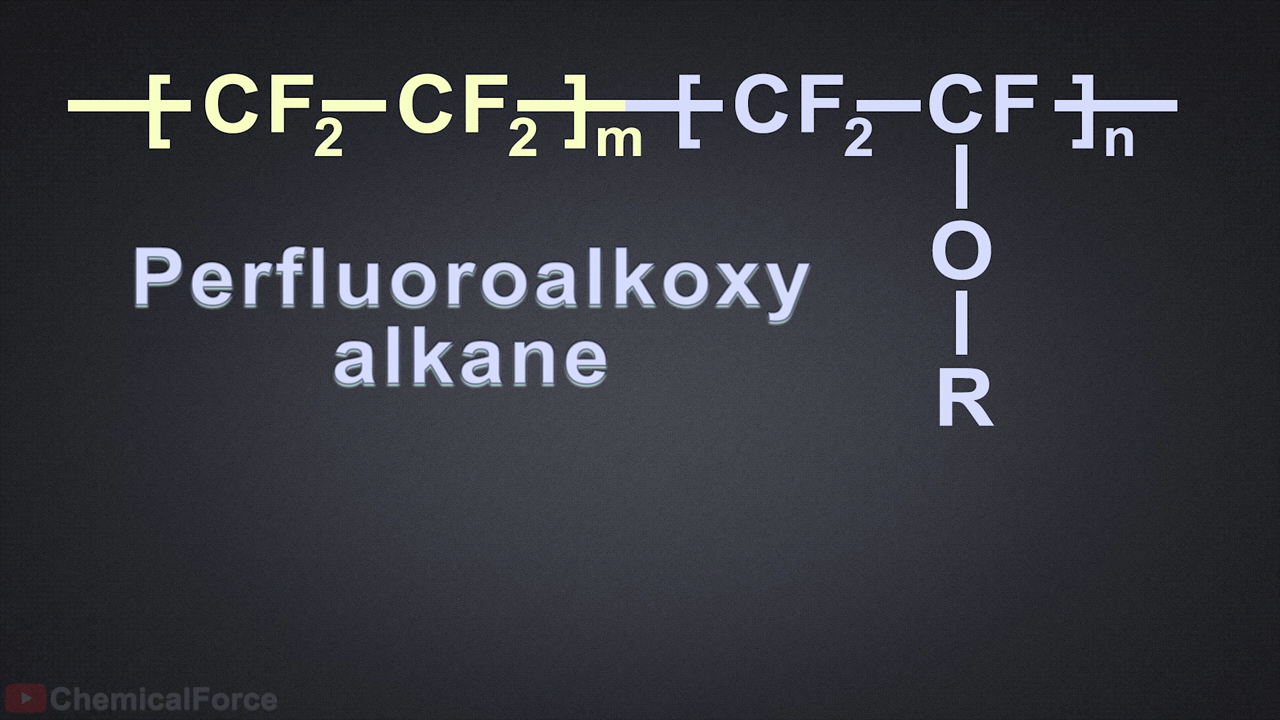 —[CF₂—CF₂—]ₘ—[CF₂—CF—]ₙ—
O
R
Perfluoroalkoxy
alkane
ChemicalForce